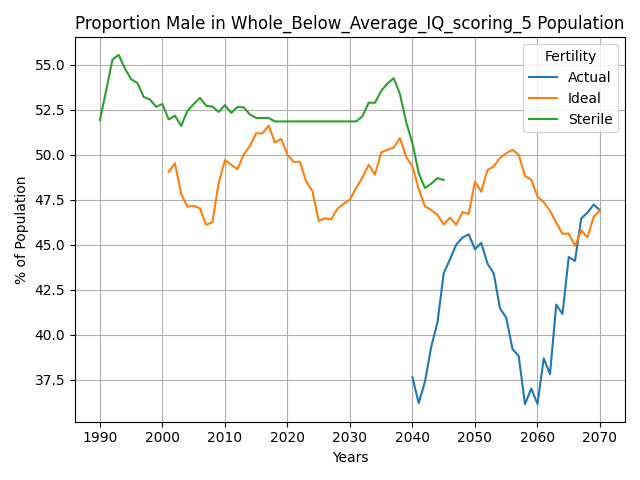 Proportion Male in Whole_Below_Average_IQ_scoring_5 Population
Fertility
Actual
Ideal
Sterile
% of Population
55.0
52.5
50.0
47.5
45.0
42.5
40.0
37.5
1990 2000 2010 2020 2030 2040 2050 2060 2070
Years